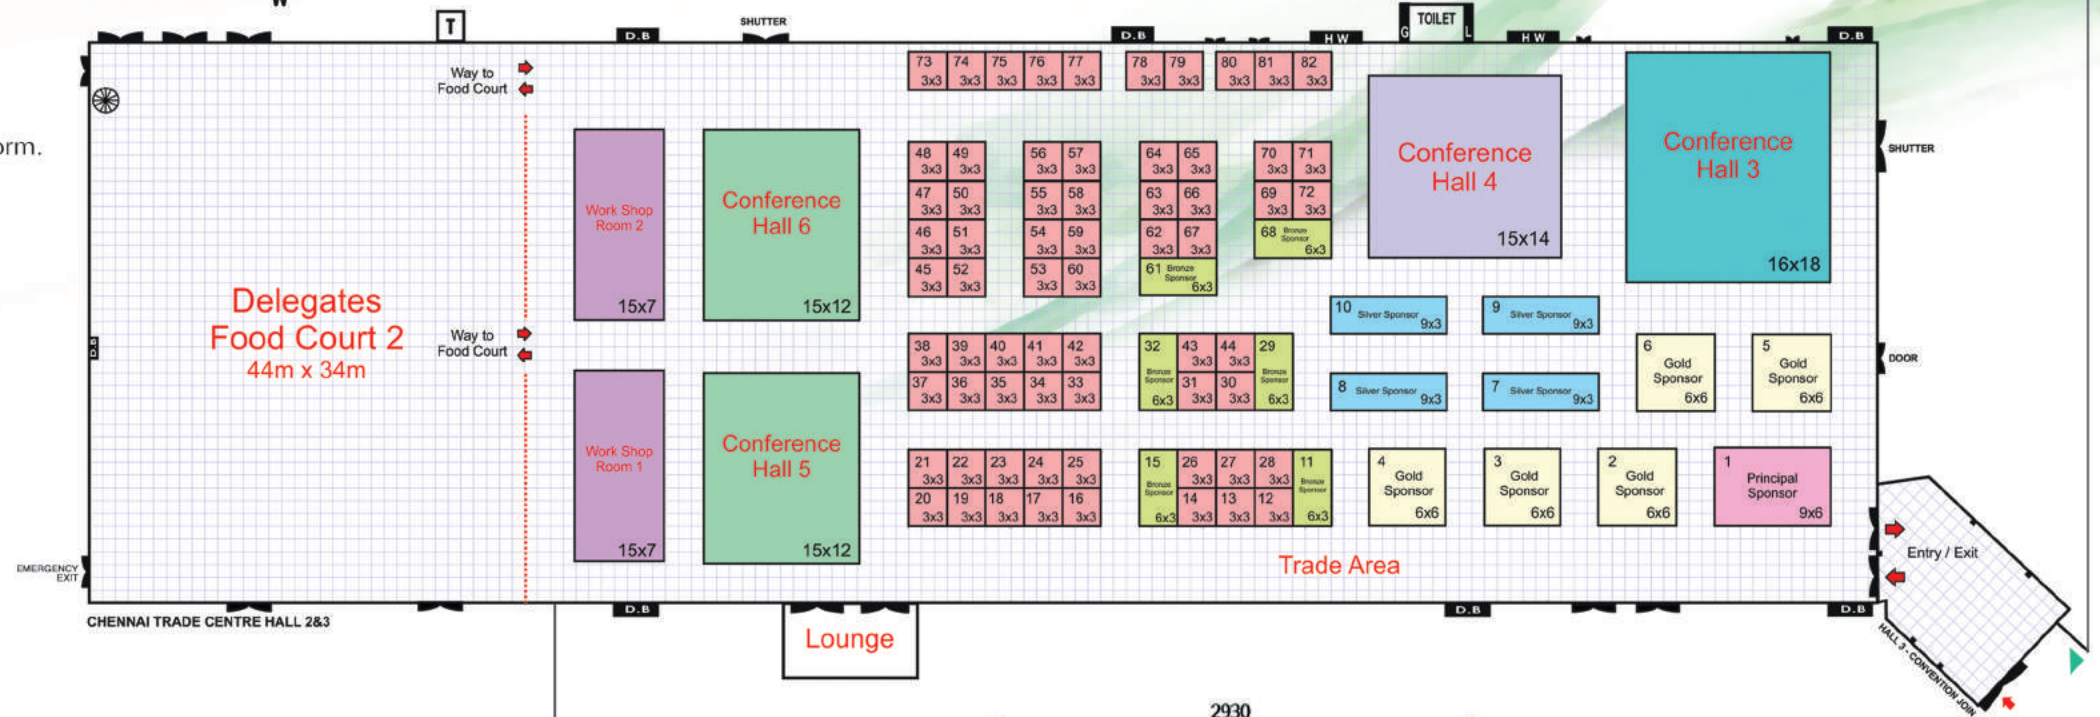 W
T
D.B
SHUTTER
D.B
H W
G
TOILET
L
H W
D.B
orm.
Way to
Food Court
73 3x3 74 3x3 75 3x3 76 3x3 77 3x3
78 3x3 79 3x3
80 3x3 81 3x3 82 3x3
Work Shop
Room 2
15x7
Conference
Hall 6
15x12
48 3x3 49 3x3
47 3x3 50 3x3
46 3x3 51 3x3
45 3x3 52 3x3
56 3x3 57 3x3
55 3x3 58 3x3
54 3x3 59 3x3
53 3x3 60 3x3
64 3x3 65 3x3
63 3x3 66 3x3
62 3x3 67 3x3
61 Bronze
Sponsor
6x3
70 3x3 71 3x3
69 3x3 72 3x3
68 Bronze
Sponsor
6x3
Conference
Hall 4
15x14
Conference
Hall 3
16x18
SHUTTER
Delegates
Food Court 2
44m x 34m
Way to
Food Court
D.B
10 Silver Sponsor 9x3
9 Silver Sponsor 9x3
38 3x3 39 3x3 40 3x3 41 3x3 42 3x3
37 3x3 36 3x3 35 3x3 34 3x3 33 3x3
32
Bronze
Sponsor
6x3
43 3x3 44 3x3
31 3x3 30 3x3
29
Bronze
Sponsor
6x3
8 Silver Sponsor 9x3
7 Silver Sponsor 9x3
6
Gold
Sponsor
6x6
5
Gold
Sponsor
6x6
DOOR
Work Shop
Room 1
15x7
Conference
Hall 5
15x12
21 3x3 22 3x3 23 3x3 24 3x3 25 3x3
20 3x3 19 3x3 18 3x3 17 3x3 16 3x3
15
Bronze
Sponsor
6x3
26 3x3 27 3x3 28 3x3
14 3x3 13 3x3 12 3x3
11
Bronze
Sponsor
6x3
4
Gold
Sponsor
6x6
3
Gold
Sponsor
6x6
2
Gold
Sponsor
6x6
1
Principal
Sponsor
9x6
Trade Area
Entry / Exit
EMERGENCY
EXIT
D.B
D.B
D.B
CHENNAI TRADE CENTRE HALL 2&3
Lounge
HALL 3 - CONVENTION JOIN
2930